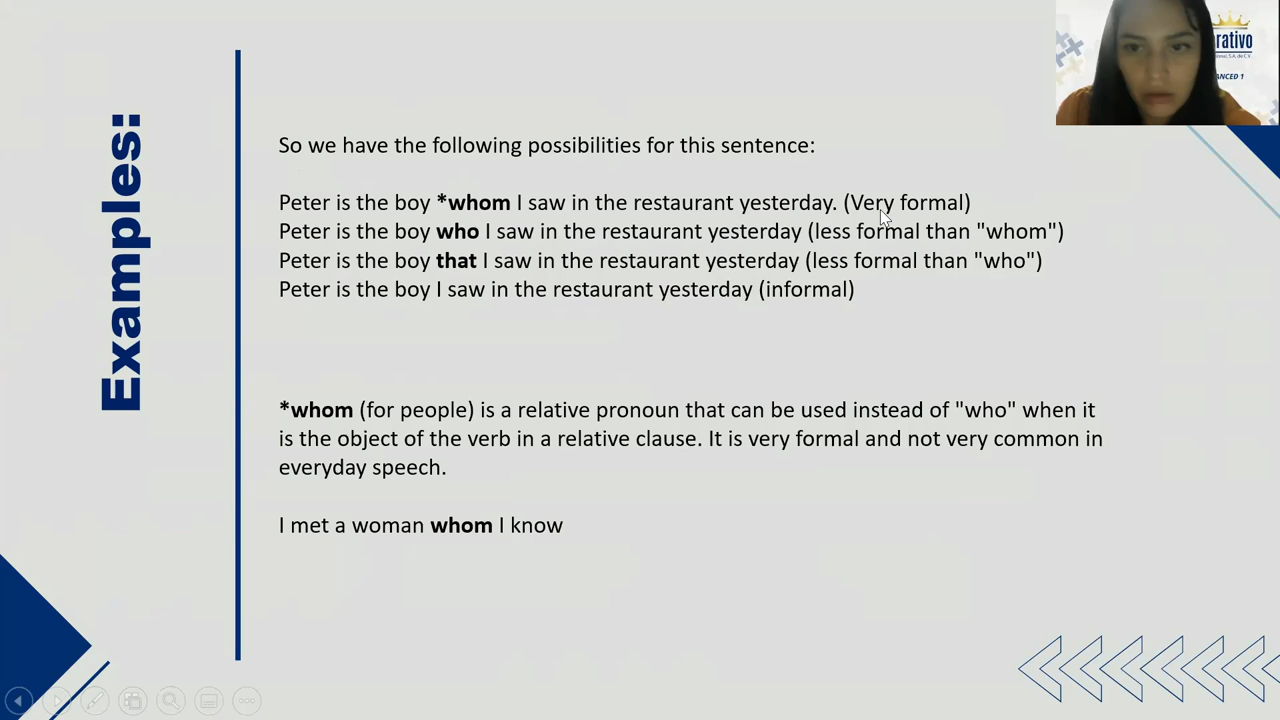 Examples:
So we have the following possibilities for this sentence:
Peter is the boy *whom I saw in the restaurant yesterday. (Very formal)
Peter is the boy who I saw in the restaurant yesterday (less formal than "whom")
Peter is the boy that I saw in the restaurant yesterday (less formal than "who")
Peter is the boy I saw in the restaurant yesterday (informal)
*whom (for people) is a relative pronoun that can be used instead of "who" when it
is the object of the verb in a relative clause. It is very formal and not very common in
everyday speech.
I met a woman whom I know
rativo
S.A. de C.V.
ANCED 1